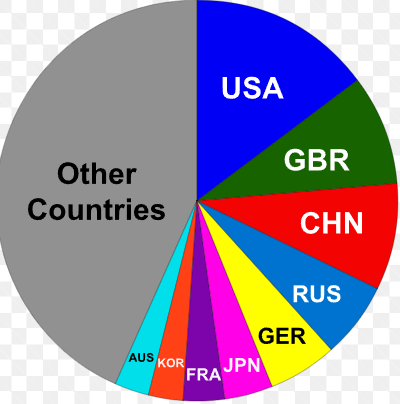 USA
GBR
CHN
RUS
GER
JPN
FRA
KOR
AUS
Other
Countries